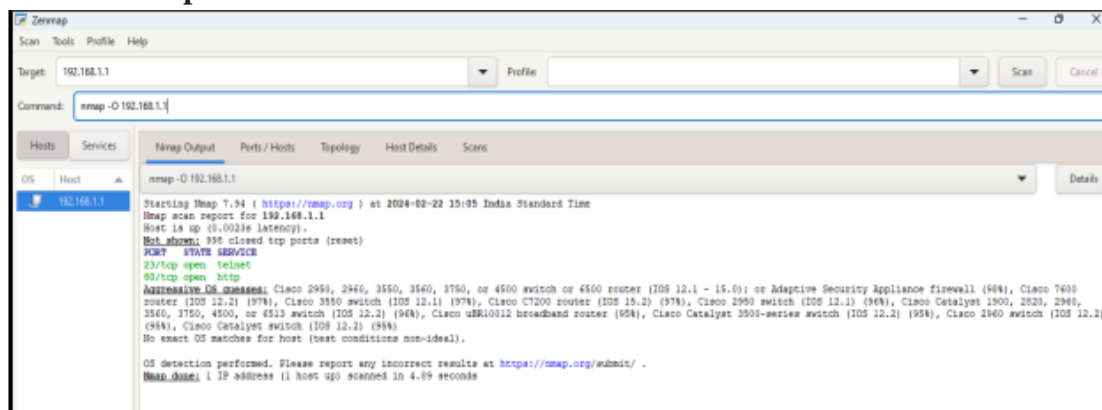 Zenmap
Scan Tools Profile Help
Target: 192.168.1.1 Profile: Scan Cancel
Command: nmap -O 192.168.1.1
Hosts Services Nmap Output Ports / Hosts Topology Host Details Scans
OS Host nmap -O 192.168.1.1 Details
192.168.1.1
Starting Nmap 7.94 ( https://nmap.org ) at 2024-02-22 15:05 India Standard Time
Nmap scan report for 192.168.1.1
Host is up (0.0023s latency).
Not shown: 998 closed tcp ports (reset)
PORT STATE SERVICE
23/tcp open telnet
80/tcp open http
Aggressive OS guesses: Cisco 2950, 2960, 3550, 3560, 3750, or 4500 switch or 6500 router (IOS 12.1 - 15.0); or Adaptive Security Appliance firewall (98%), Cisco 7600
router (IOS 12.2) (97%), Cisco 3550 switch (IOS 12.1) (97%), Cisco C7200 router (IOS 15.2) (97%), Cisco 2950 switch (IOS 12.1) (96%), Cisco Catalyst 1900, 2820, 2960,
3560, 3750, 4500, or 6513 switch (IOS 12.2) (96%), Cisco uBR10012 broadband router (95%), Cisco Catalyst 3500-series switch (IOS 12.2) (95%), Cisco 2960 switch (IOS 12.2)
(95%), Cisco Catalyst switch (IOS 12.2) (95%)
No exact OS matches for host (test conditions non-ideal).
OS detection performed. Please report any incorrect results at https://nmap.org/submit/ .
Nmap done: 1 IP address (1 host up) scanned in 4.89 seconds